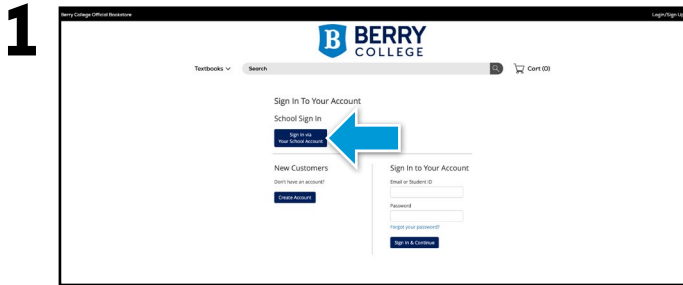 1
Berry College Official Bookstore
Login/Sign Up
B BERRY
COLLEGE
Textbooks
Search
Cart (0)
Sign In To Your Account
School Sign In
Sign in via
Your School Account
New Customers
Don't have an account?
Create Account
Sign In to Your Account
Email or Student ID
Password
Forgot your password?
Sign In & Continue